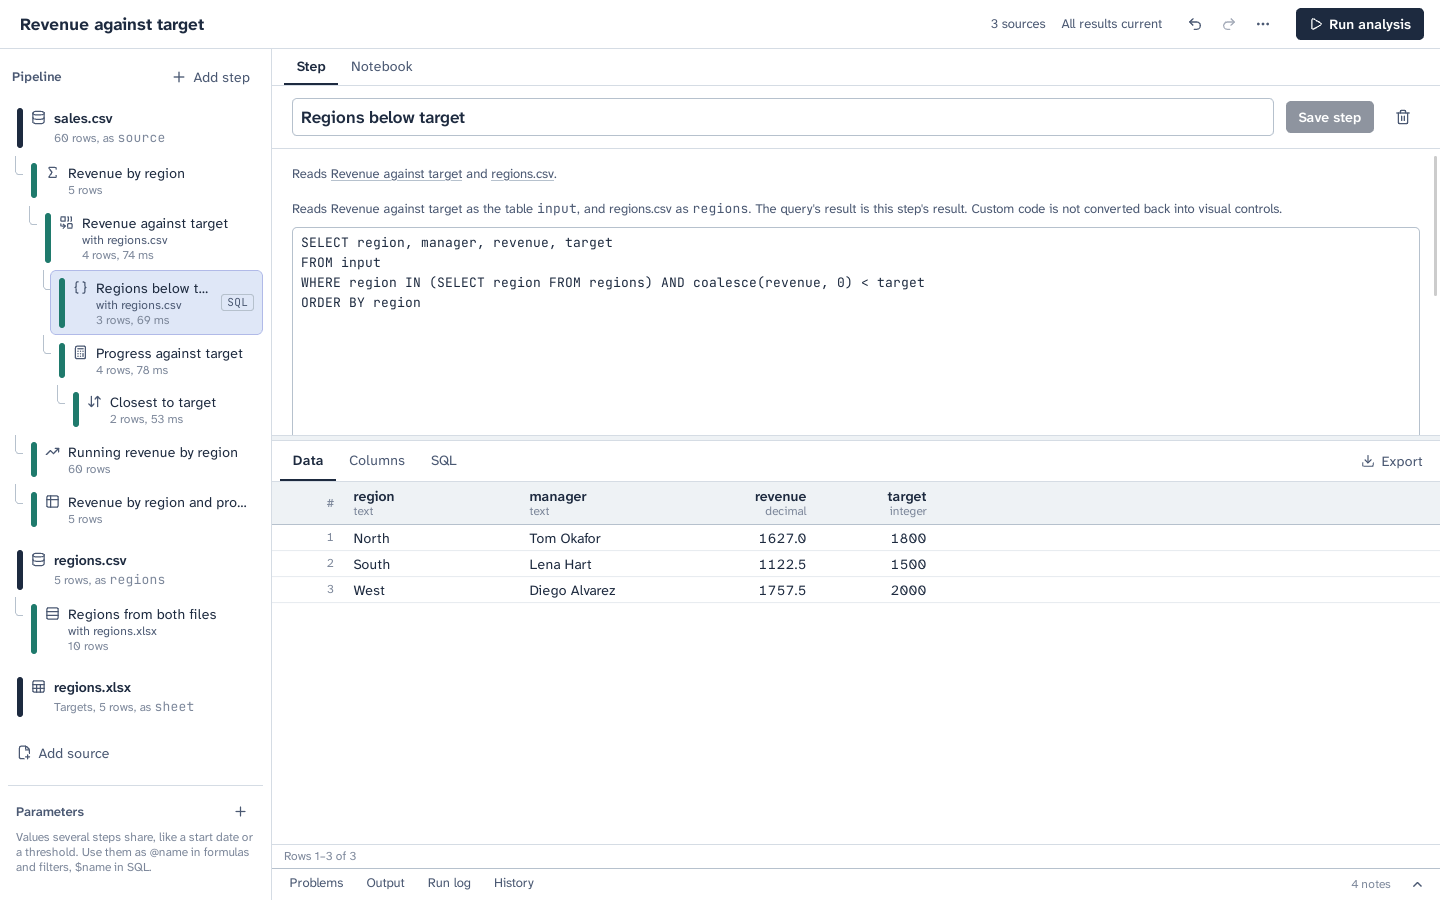 Revenue against target
3 sources
All results current
Run analysis
Pipeline
Add step
sales.csv
60 rows, as source
Revenue by region
5 rows
Revenue against target
with regions.csv
4 rows, 74 ms
Regions below t...
with regions.csv
3 rows, 69 ms
SQL
Progress against target
4 rows, 78 ms
Closest to target
2 rows, 53 ms
Running revenue by region
60 rows
Revenue by region and pro...
5 rows
regions.csv
5 rows, as regions
Regions from both files
with regions.xlsx
10 rows
regions.xlsx
Targets, 5 rows, as sheet
Add source
Parameters
Values several steps share, like a start date or
a threshold. Use them as @name in formulas
and filters, $name in SQL.
Step
Notebook
Regions below target
Save step
Reads Revenue against target and regions.csv.
Reads Revenue against target as the table input, and regions.csv as regions. The query's result is this step's result. Custom code is not converted back into visual controls.
SELECT region, manager, revenue, target
FROM input
WHERE region IN (SELECT region FROM regions) AND coalesce(revenue, 0) < target
ORDER BY region
Data
Columns
SQL
Export
# region manager revenue target
text text decimal integer
1 North Tom Okafor 1627.0 1800
2 South Lena Hart 1122.5 1500
3 West Diego Alvarez 1757.5 2000
Rows 1–3 of 3
Problems
Output
Run log
History
4 notes